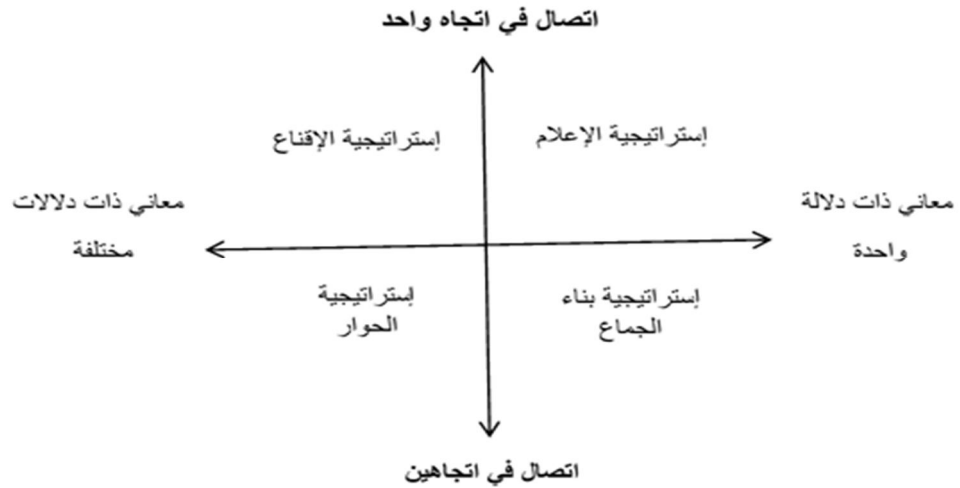 اتصال في اتجاه واحد
إستراتيجية الإعلام
إستراتيجية الإقناع
معاني ذات دلالة
واحدة
معاني ذات دلالات
مختلفة
إستراتيجية بناء
الجماع
إستراتيجية
الحوار
اتصال في اتجاهين